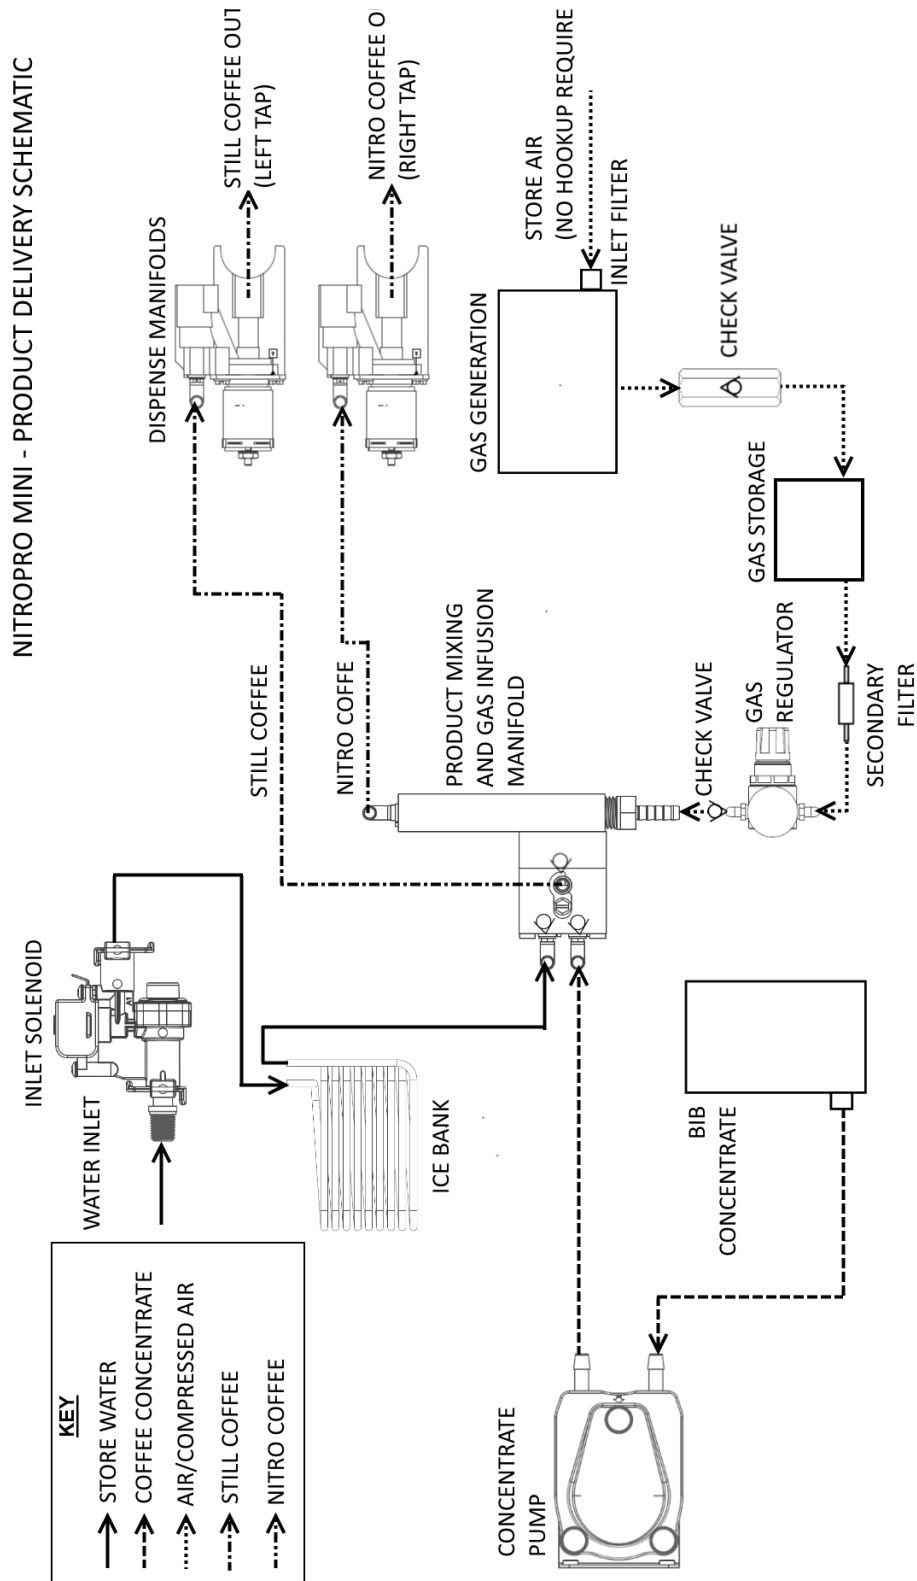 NITROPRO MINI - PRODUCT DELIVERY SCHEMATIC
KEY
STORE WATER
COFFEE CONCENTRATE
AIR/COMPRESSED AIR
STILL COFFEE
NITRO COFFEE
WATER INLET
INLET SOLENOID
ICE BANK
STILL COFFEE
NITRO COFFE
DISPENSE MANIFOLDS
STILL COFFEE OUT
(LEFT TAP)
NITRO COFFEE O
(RIGHT TAP)
PRODUCT MIXING
AND GAS INFUSION
MANIFOLD
GAS GENERATION
STORE AIR
(NO HOOKUP REQUIRE
INLET FILTER
CHECK VALVE
GAS STORAGE
SECONDARY
FILTER
GAS
REGULATOR
CHECK VALVE
BIB
CONCENTRATE
CONCENTRATE
PUMP